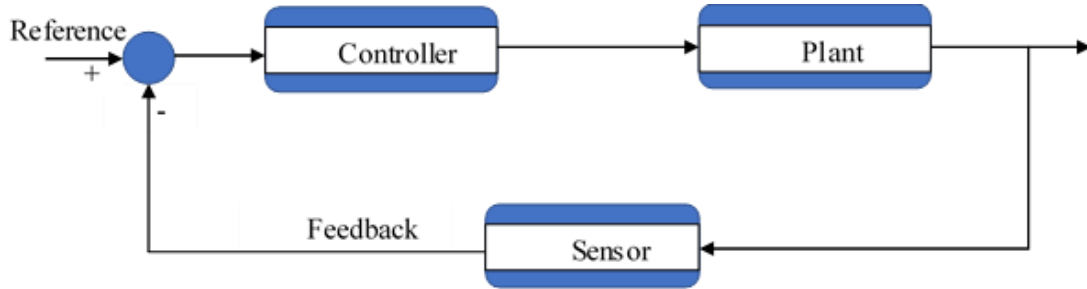 Reference
+
Controller
Plant
-
Feedback
Sensor